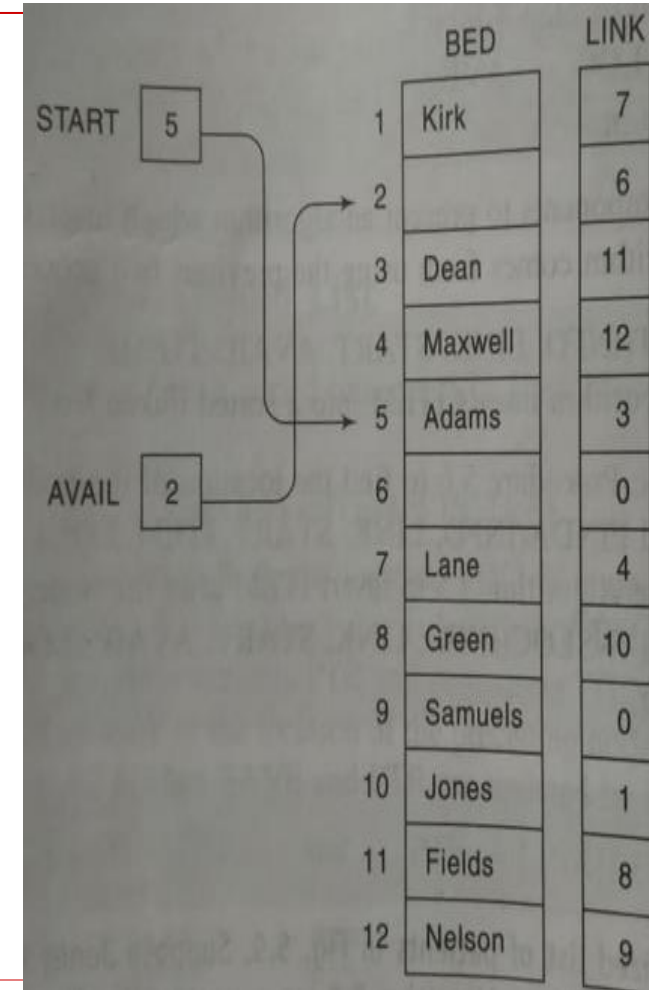 BED LINK
START 5
1 Kirk 7
2 6
3 Dean 11
4 Maxwell 12
5 Adams 3
AVAIL 2
6 0
7 Lane 4
8 Green 10
9 Samuels 0
10 Jones 1
11 Fields 8
12 Nelson 9